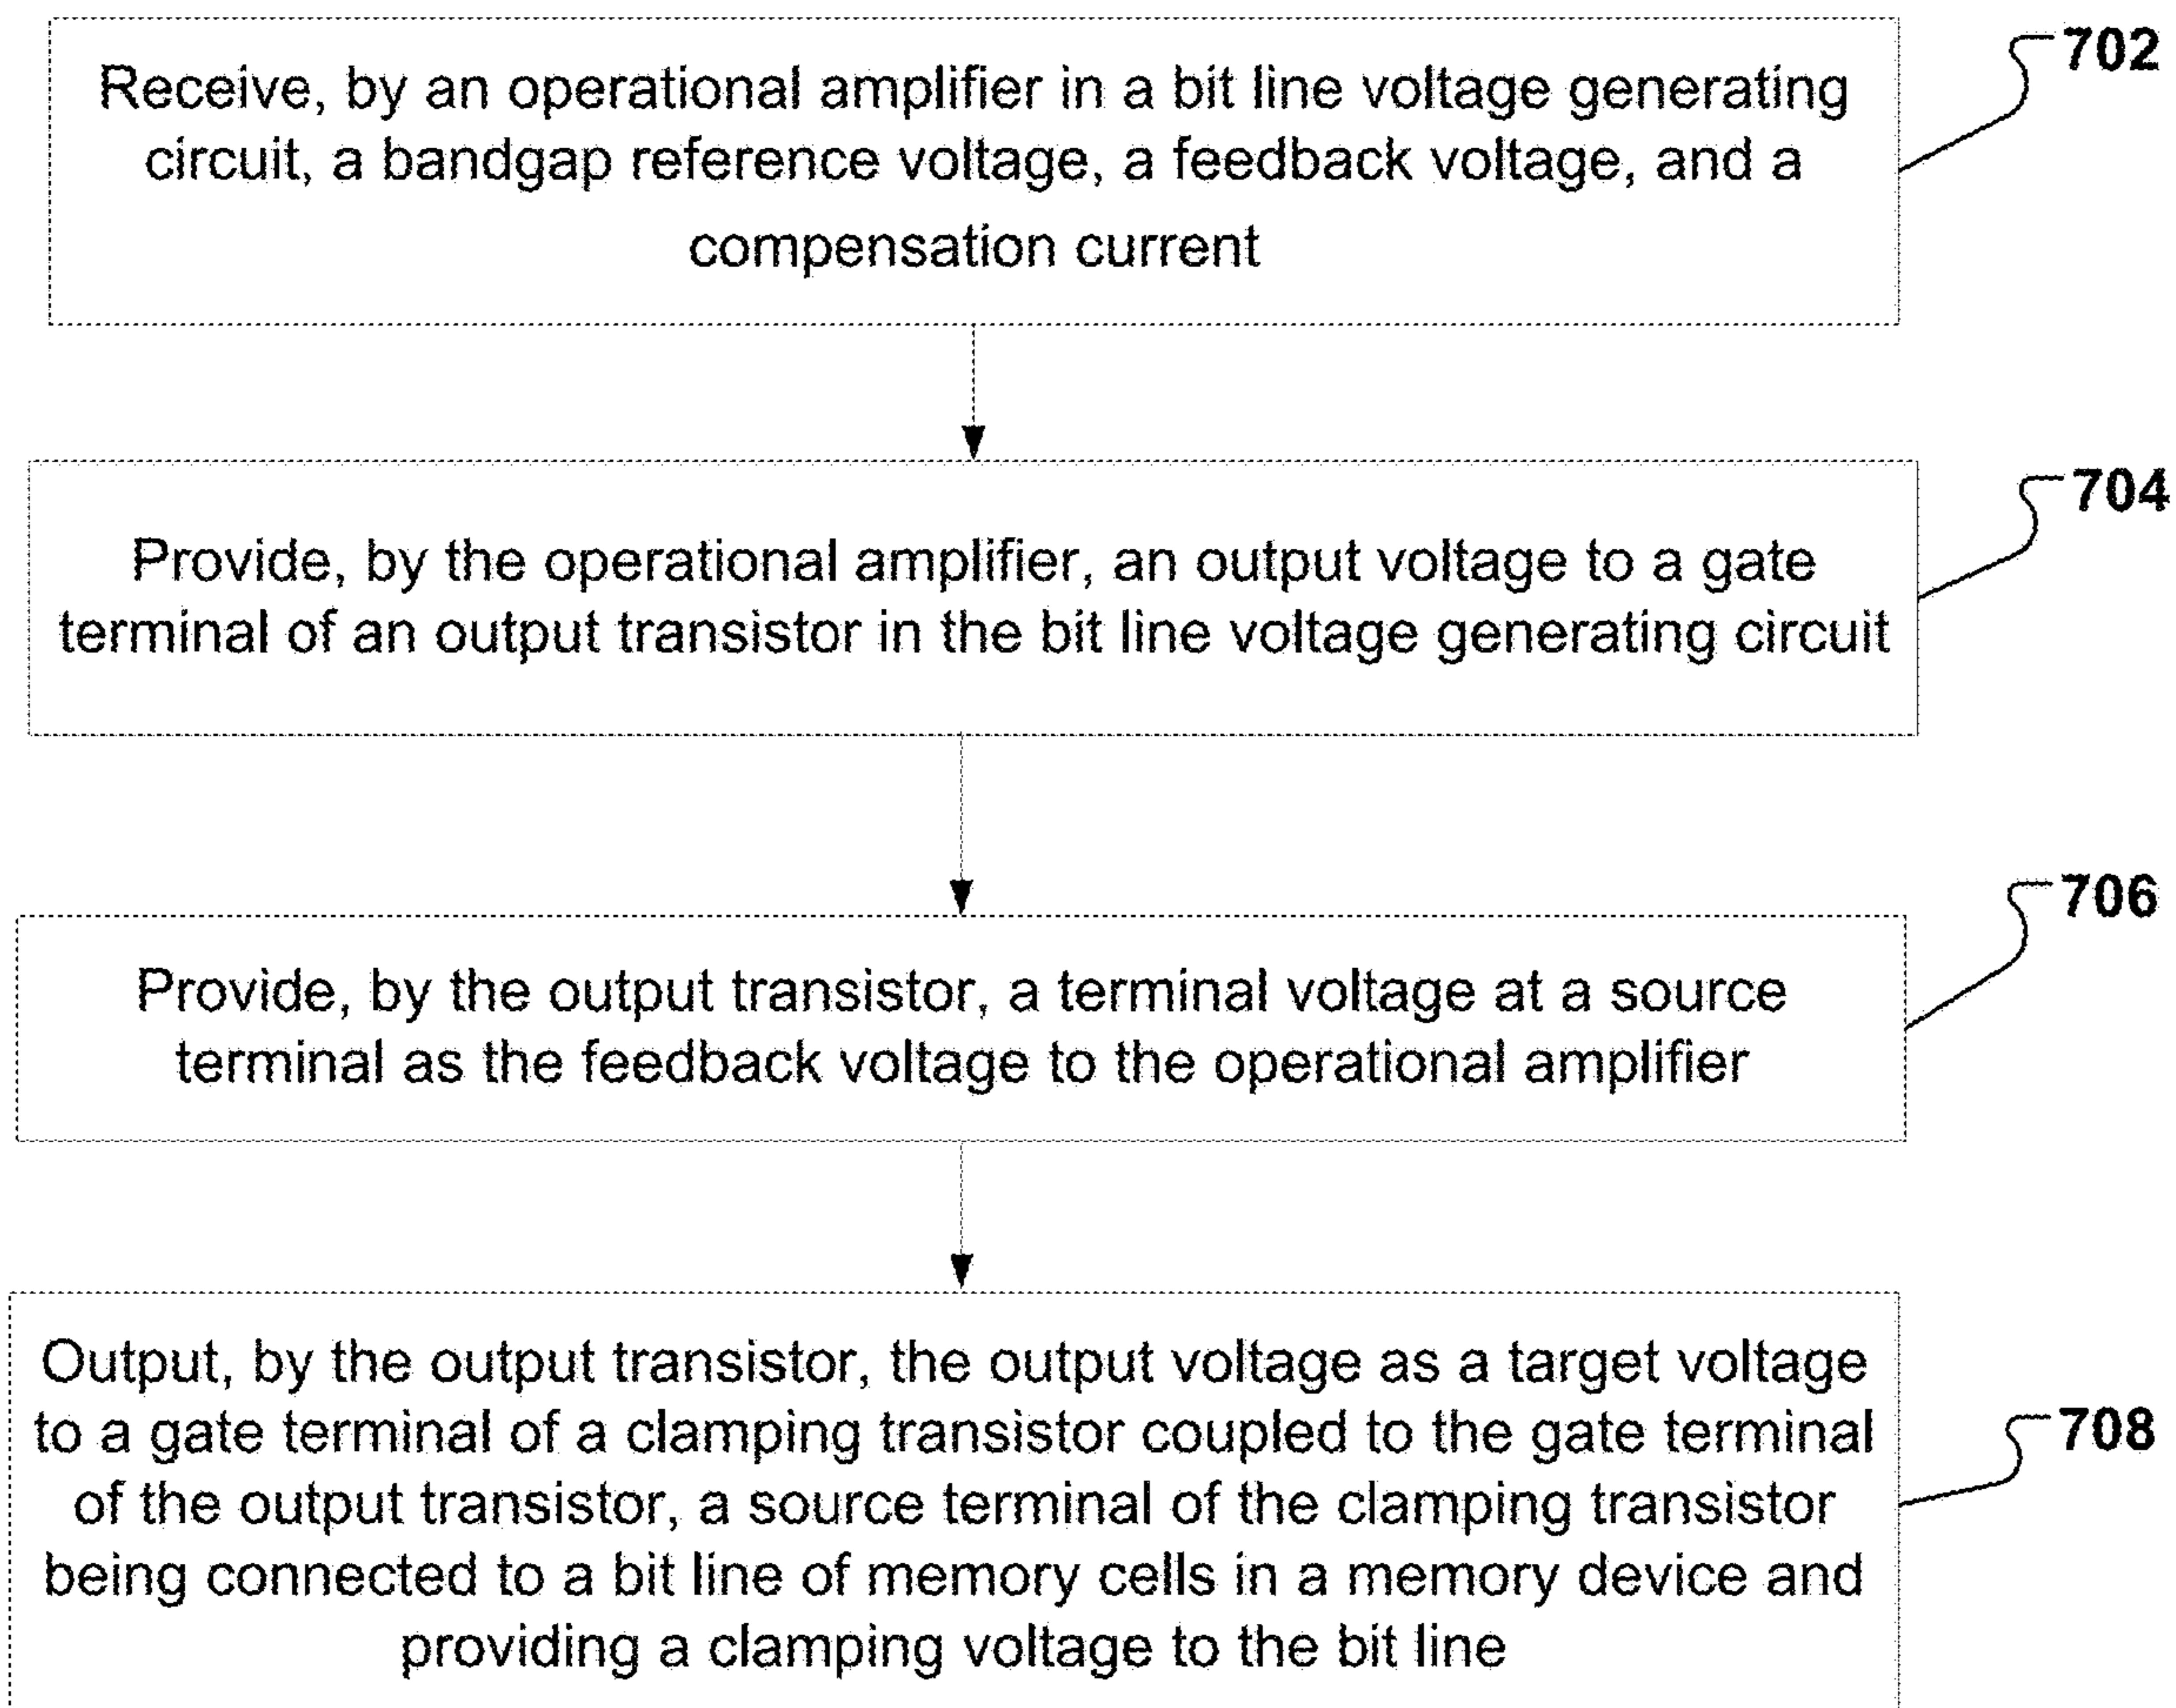 Receive, by an operational amplifier in a bit line voltage generating
circuit, a bandgap reference voltage, a feedback voltage, and a
compensation current
702
Provide, by the operational amplifier, an output voltage to a gate
terminal of an output transistor in the bit line voltage generating circuit
704
Provide, by the output transistor, a terminal voltage at a source
terminal as the feedback voltage to the operational amplifier
706
Output, by the output transistor, the output voltage as a target voltage
to a gate terminal of a clamping transistor coupled to the gate terminal
of the output transistor, a source terminal of the clamping transistor
being connected to a bit line of memory cells in a memory device and
providing a clamping voltage to the bit line
708